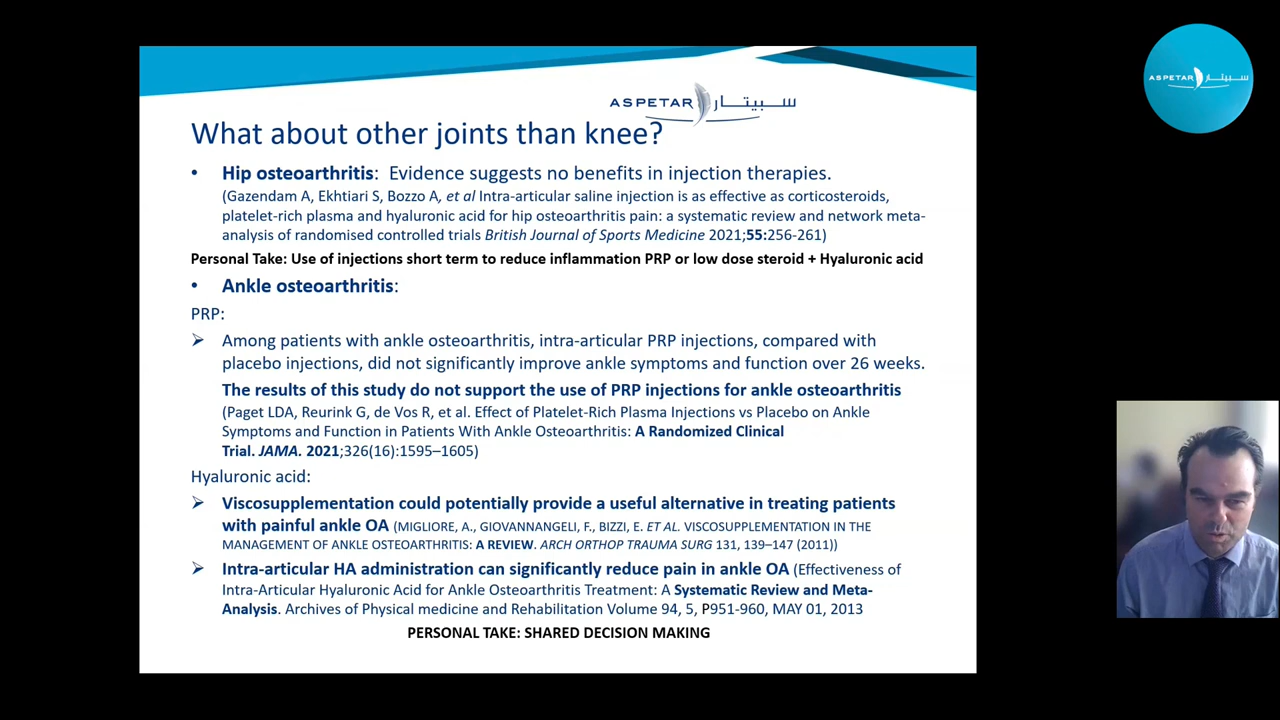 ASPETAR سبيتار
What about other joints than knee?
• Hip osteoarthritis: Evidence suggests no benefits in injection therapies.
(Gazendam A, Ekhtiari S, Bozzo A, et al Intra-articular saline injection is as effective as corticosteroids,
platelet-rich plasma and hyaluronic acid for hip osteoarthritis pain: a systematic review and network meta-
analysis of randomised controlled trials British Journal of Sports Medicine 2021;55:256-261)
Personal Take: Use of injections short term to reduce inflammation PRP or low dose steroid + Hyaluronic acid
• Ankle osteoarthritis:
PRP:
➢ Among patients with ankle osteoarthritis, intra-articular PRP injections, compared with
placebo injections, did not significantly improve ankle symptoms and function over 26 weeks.
The results of this study do not support the use of PRP injections for ankle osteoarthritis
(Paget LDA, Reurink G, de Vos R, et al. Effect of Platelet-Rich Plasma Injections vs Placebo on Ankle
Symptoms and Function in Patients With Ankle Osteoarthritis: A Randomized Clinical
Trial. JAMA. 2021;326(16):1595–1605)
Hyaluronic acid:
➢ Viscosupplementation could potentially provide a useful alternative in treating patients
with painful ankle OA (MIGLIORE, A., GIOVANNANGELI, F., BIZZI, E. ET AL. VISCOSUPPLEMENTATION IN THE
MANAGEMENT OF ANKLE OSTEOARTHRITIS: A REVIEW. ARCH ORTHOP TRAUMA SURG 131, 139–147 (2011))
➢ Intra-articular HA administration can significantly reduce pain in ankle OA (Effectiveness of
Intra-Articular Hyaluronic Acid for Ankle Osteoarthritis Treatment: A Systematic Review and Meta-
Analysis. Archives of Physical medicine and Rehabilitation Volume 94, 5, P951-960, MAY 01, 2013
PERSONAL TAKE: SHARED DECISION MAKING
ASPETAR سبيتار